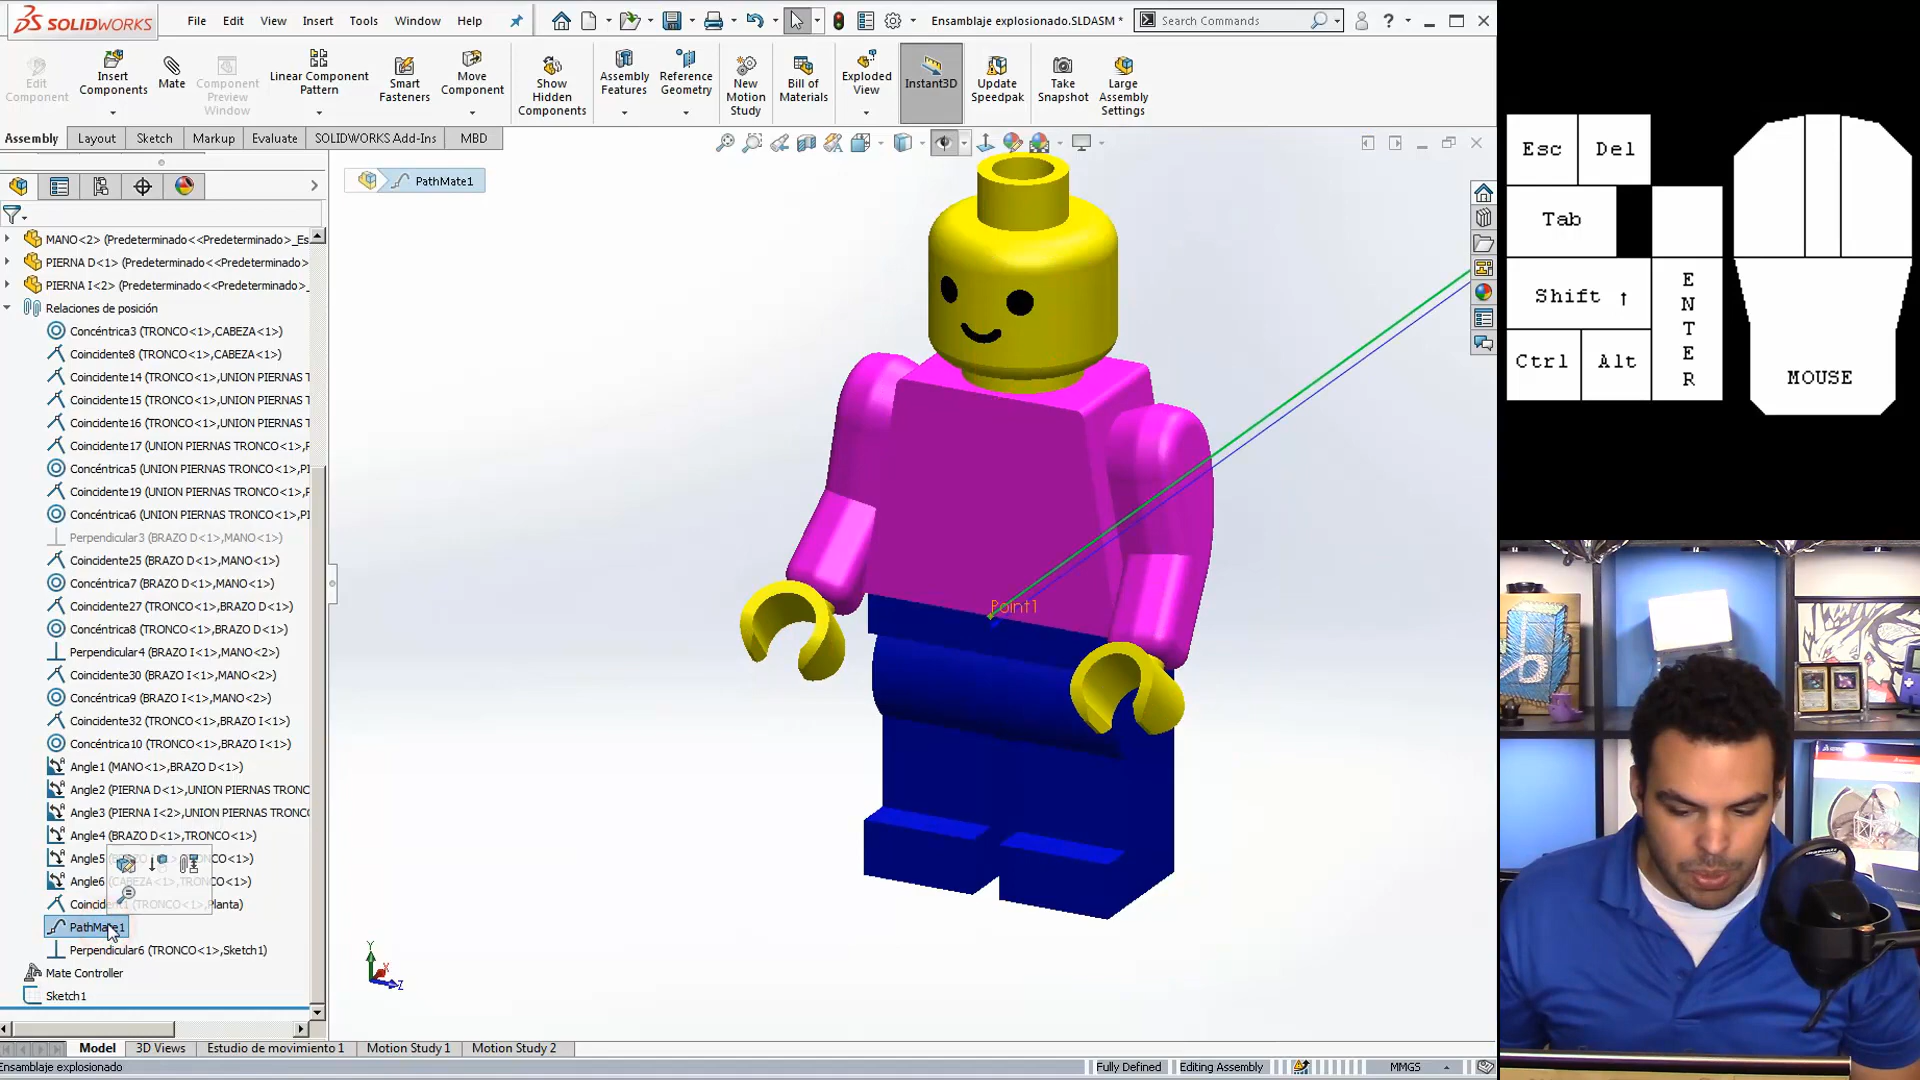 SOLIDWORKS
File Edit View Insert Tools Window Help
Ensamblaje explosionado.SLDASM *
Search Commands
Edit Component
Insert Components
Mate
Component Preview Window
Linear Component Pattern
Smart Fasteners
Move Component
Show Hidden Components
Assembly Features
Reference Geometry
New Motion Study
Bill of Materials
Exploded View
Instant3D
Update Speedpak
Take Snapshot
Large Assembly Settings
Assembly Layout Sketch Markup Evaluate SOLIDWORKS Add-Ins MBD
PathMate1
MANO<2> (Predeterminado<<Predeterminado>_Es
PIERNA D<1> (Predeterminado<<Predeterminado>
PIERNA I<2> (Predeterminado<<Predeterminado>_
Relaciones de posición
Concéntrica3 (TRONCO<1>,CABEZA<1>)
Coincidente8 (TRONCO<1>,CABEZA<1>)
Coincidente14 (TRONCO<1>,UNION PIERNAS T
Coincidente15 (TRONCO<1>,UNION PIERNAS T
Coincidente16 (TRONCO<1>,UNION PIERNAS T
Coincidente17 (UNION PIERNAS TRONCO<1>,F
Concéntrica5 (UNION PIERNAS TRONCO<1>,PI
Coincidente19 (UNION PIERNAS TRONCO<1>,F
Concéntrica6 (UNION PIERNAS TRONCO<1>,PI
Perpendicular3 (BRAZO D<1>,MANO<1>)
Coincidente25 (BRAZO D<1>,MANO<1>)
Concéntrica7 (BRAZO D<1>,MANO<1>)
Coincidente27 (TRONCO<1>,BRAZO D<1>)
Concéntrica8 (TRONCO<1>,BRAZO D<1>)
Perpendicular4 (BRAZO I<1>,MANO<2>)
Coincidente30 (BRAZO I<1>,MANO<2>)
Concéntrica9 (BRAZO I<1>,MANO<2>)
Coincidente32 (TRONCO<1>,BRAZO I<1>)
Concéntrica10 (TRONCO<1>,BRAZO I<1>)
Angle1 (MANO<1>,BRAZO D<1>)
Angle2 (PIERNA D<1>,UNION PIERNAS TRONC
Angle3 (PIERNA I<2>,UNION PIERNAS TRONC
Angle4 (BRAZO D<1>,TRONCO<1>)
Angle5 CO<1>)
Angle6 (CABEZA<1>,TRONCO<1>)
Coincident1 (TRONCO<1>,Planta)
PathMate1
Perpendicular6 (TRONCO<1>,Sketch1)
Mate Controller
Sketch1
Point1
Y
X
Z
Model 3D Views Estudio de movimiento 1 Motion Study 1 Motion Study 2
Ensamblaje explosionado
Fully Defined Editing Assembly MMGS
Esc Del
Tab
Shift ↑
Ctrl Alt
ENTER
MOUSE